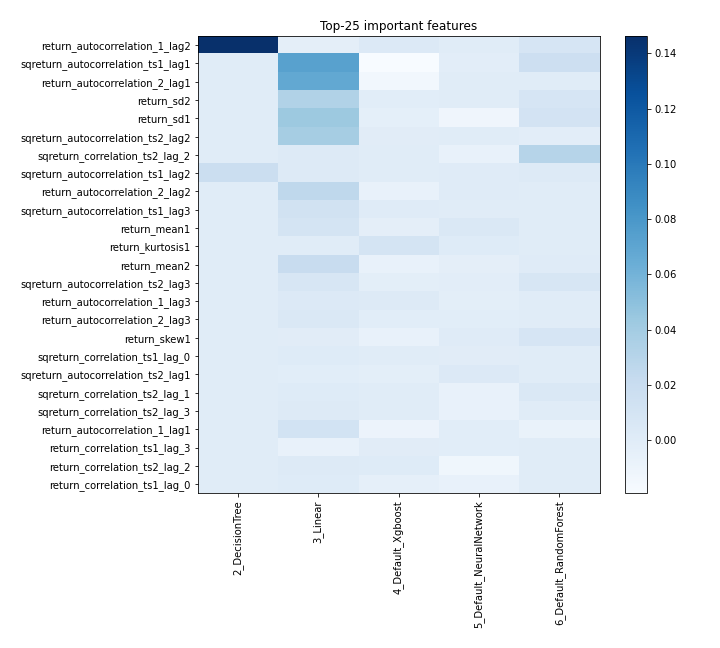 Top-25 important features
return_autocorrelation_1_lag2
sqreturn_autocorrelation_ts1_lag1
return_autocorrelation_2_lag1
return_sd2
return_sd1
sqreturn_autocorrelation_ts2_lag2
sqreturn_correlation_ts2_lag_2
sqreturn_autocorrelation_ts1_lag2
return_autocorrelation_2_lag2
sqreturn_autocorrelation_ts1_lag3
return_mean1
return_kurtosis1
return_mean2
sqreturn_autocorrelation_ts2_lag3
return_autocorrelation_1_lag3
return_autocorrelation_2_lag3
return_skew1
sqreturn_correlation_ts1_lag_0
sqreturn_autocorrelation_ts2_lag1
sqreturn_correlation_ts2_lag_1
sqreturn_correlation_ts2_lag_3
return_autocorrelation_1_lag1
return_correlation_ts1_lag_3
return_correlation_ts2_lag_2
return_correlation_ts1_lag_0
2_DecisionTree
3_Linear
4_Default_Xgboost
5_Default_NeuralNetwork
6_Default_RandomForest
0.14
0.12
0.10
0.08
0.06
0.04
0.02
0.00